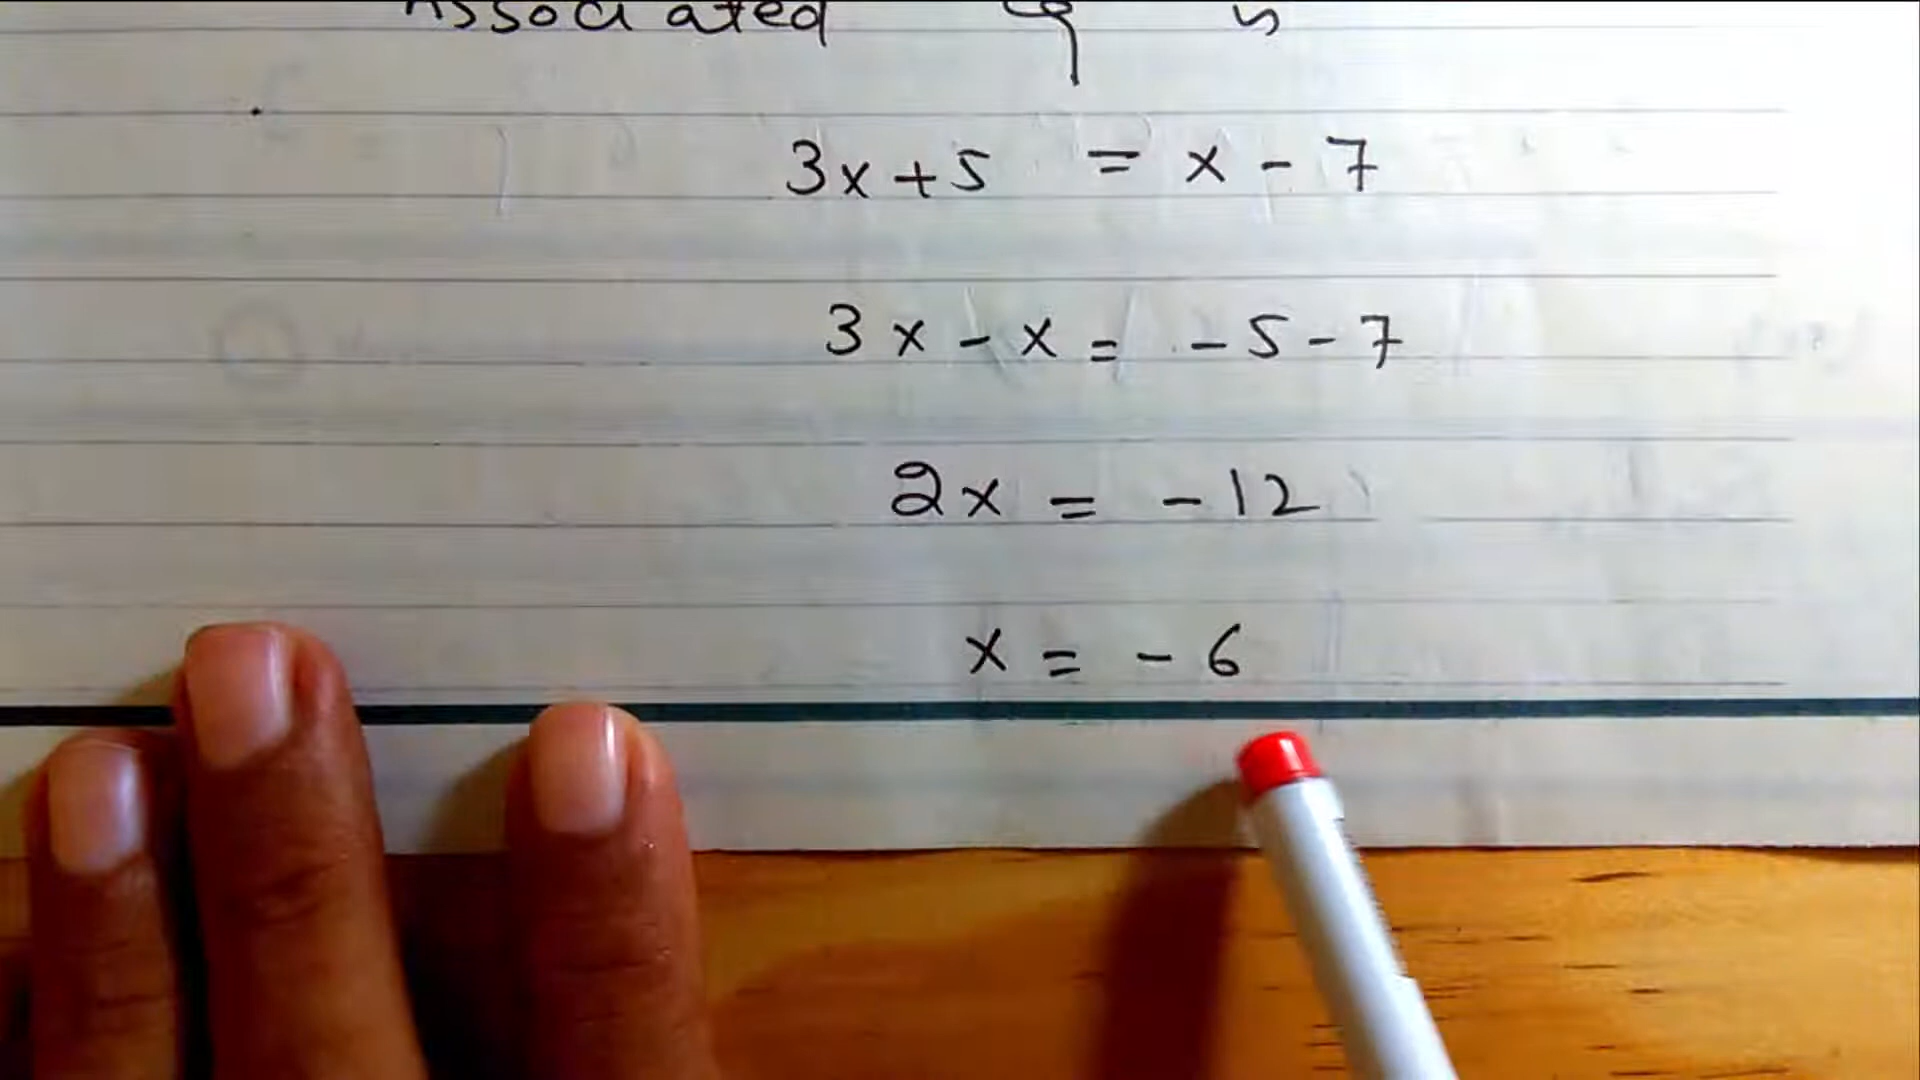 Associated
3x + 5 = x - 7
3x - x = - 5 - 7
2x = - 12
x = - 6